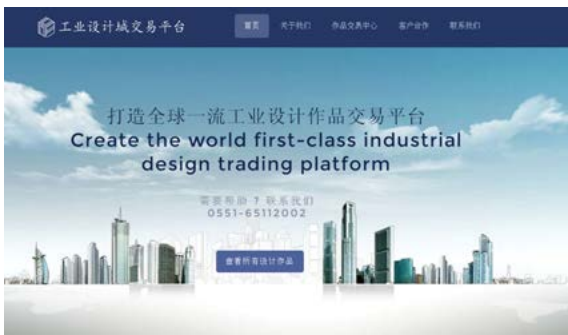 工业设计城交易平台
首页 关于我们 作品交易中心 客户合作 联系我们
打造全球一流工业设计作品交易平台
Create the world first-class industrial
design trading platform
需要帮助？联系我们
0551-65112002
查看所有设计作品